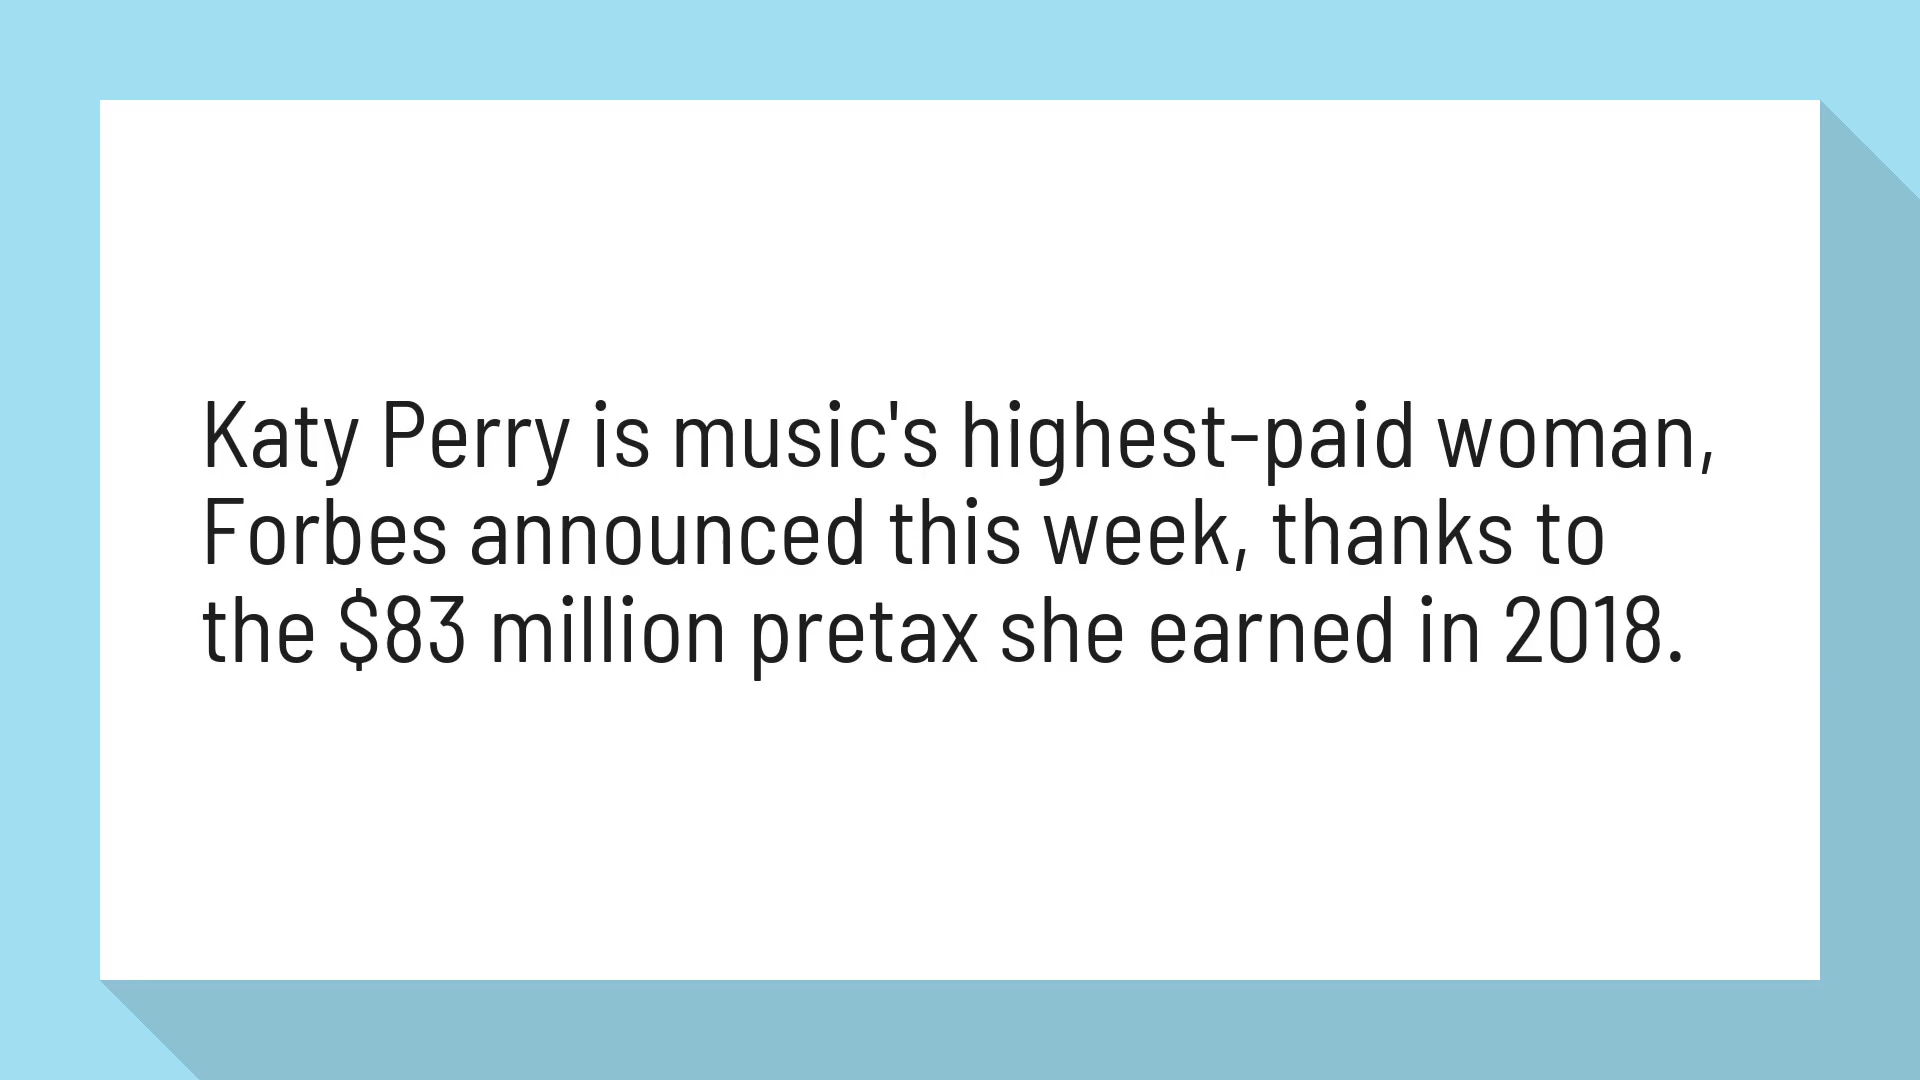 Katy Perry is music's highest-paid woman,
Forbes announced this week, thanks to
the $83 million pretax she earned in 2018.